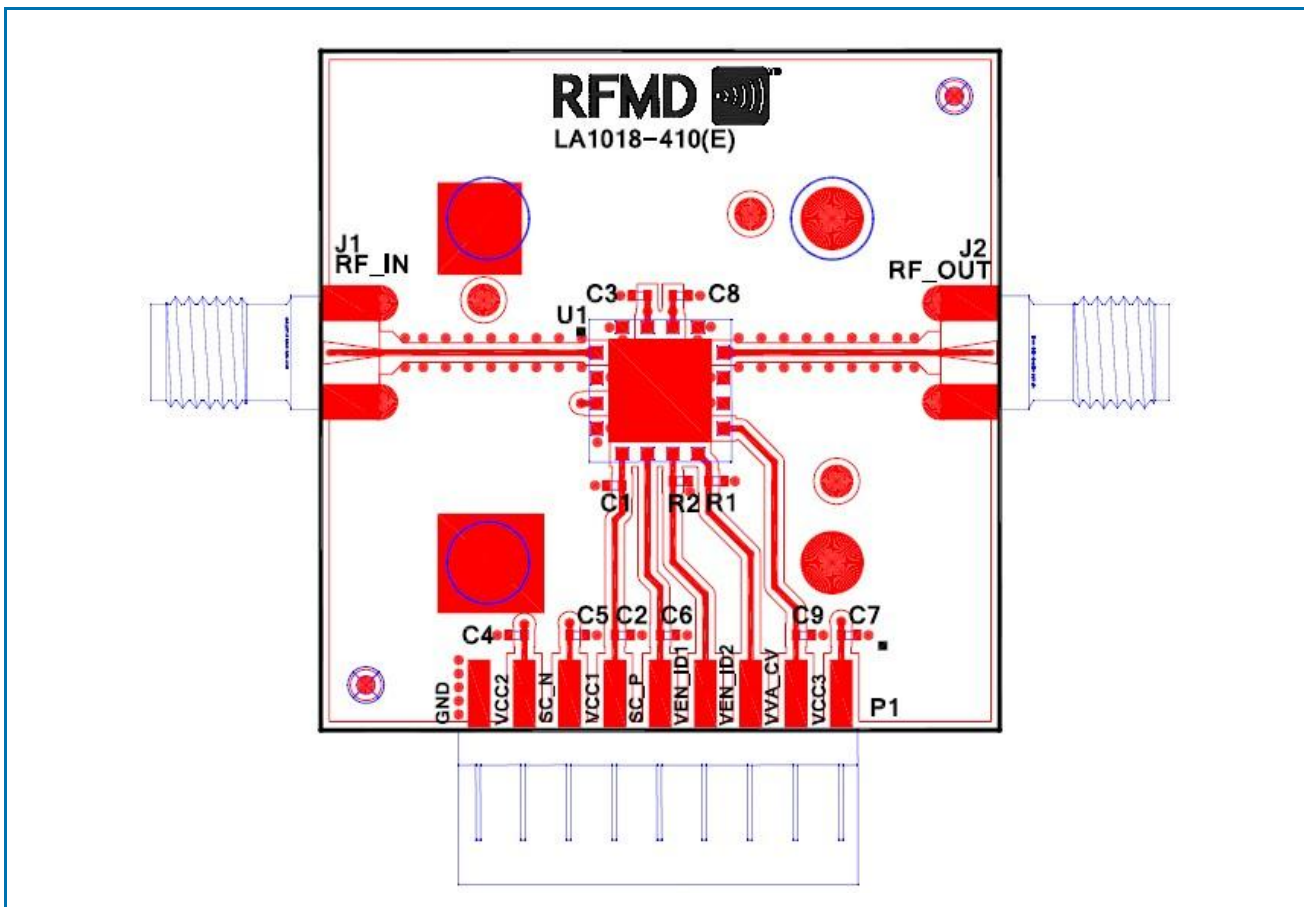 RFMD
LA1018-410(E)
J1
RF_IN
J2
RF_OUT
C3
C8
U1
C1
R2
R1
C4
C5
C2
C6
C9
C7
GND
VCC2
SC_N
VCC1
SC_P
VEN_ID1
VEN_ID2
VVA_CV
VCC3
P1